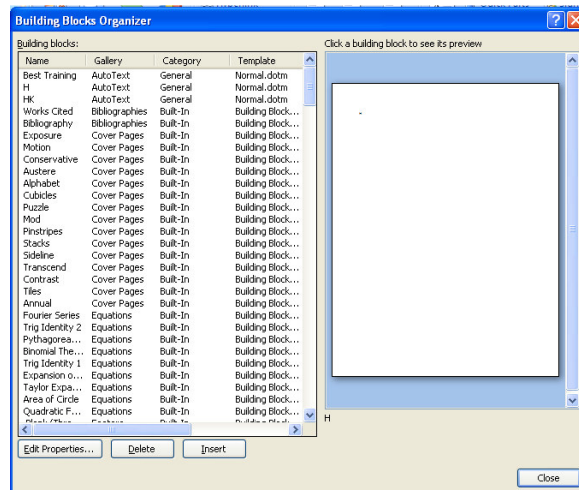 Building Blocks Organizer
Building blocks:
Click a building block to see its preview
Name Gallery Category Template
Best Training AutoText General Normal.dotm
H AutoText General Normal.dotm
HK AutoText General Normal.dotm
Works Cited Bibliographies Built-In Building Block...
Bibliography Bibliographies Built-In Building Block...
Exposure Cover Pages Built-In Building Block...
Motion Cover Pages Built-In Building Block...
Conservative Cover Pages Built-In Building Block...
Austere Cover Pages Built-In Building Block...
Alphabet Cover Pages Built-In Building Block...
Cubicles Cover Pages Built-In Building Block...
Puzzle Cover Pages Built-In Building Block...
Mod Cover Pages Built-In Building Block...
Pinstripes Cover Pages Built-In Building Block...
Stacks Cover Pages Built-In Building Block...
Sideline Cover Pages Built-In Building Block...
Transcend Cover Pages Built-In Building Block...
Contrast Cover Pages Built-In Building Block...
Tiles Cover Pages Built-In Building Block...
Annual Cover Pages Built-In Building Block...
Fourier Series Equations Built-In Building Block...
Trig Identity 2 Equations Built-In Building Block...
Pythagorea... Equations Built-In Building Block...
Binomial The... Equations Built-In Building Block...
Trig Identity 1 Equations Built-In Building Block...
Expansion o... Equations Built-In Building Block...
Taylor Expa... Equations Built-In Building Block...
Area of Circle Equations Built-In Building Block...
Quadratic F... Equations Built-In Building Block...
H
Edit Properties... Delete Insert
Close